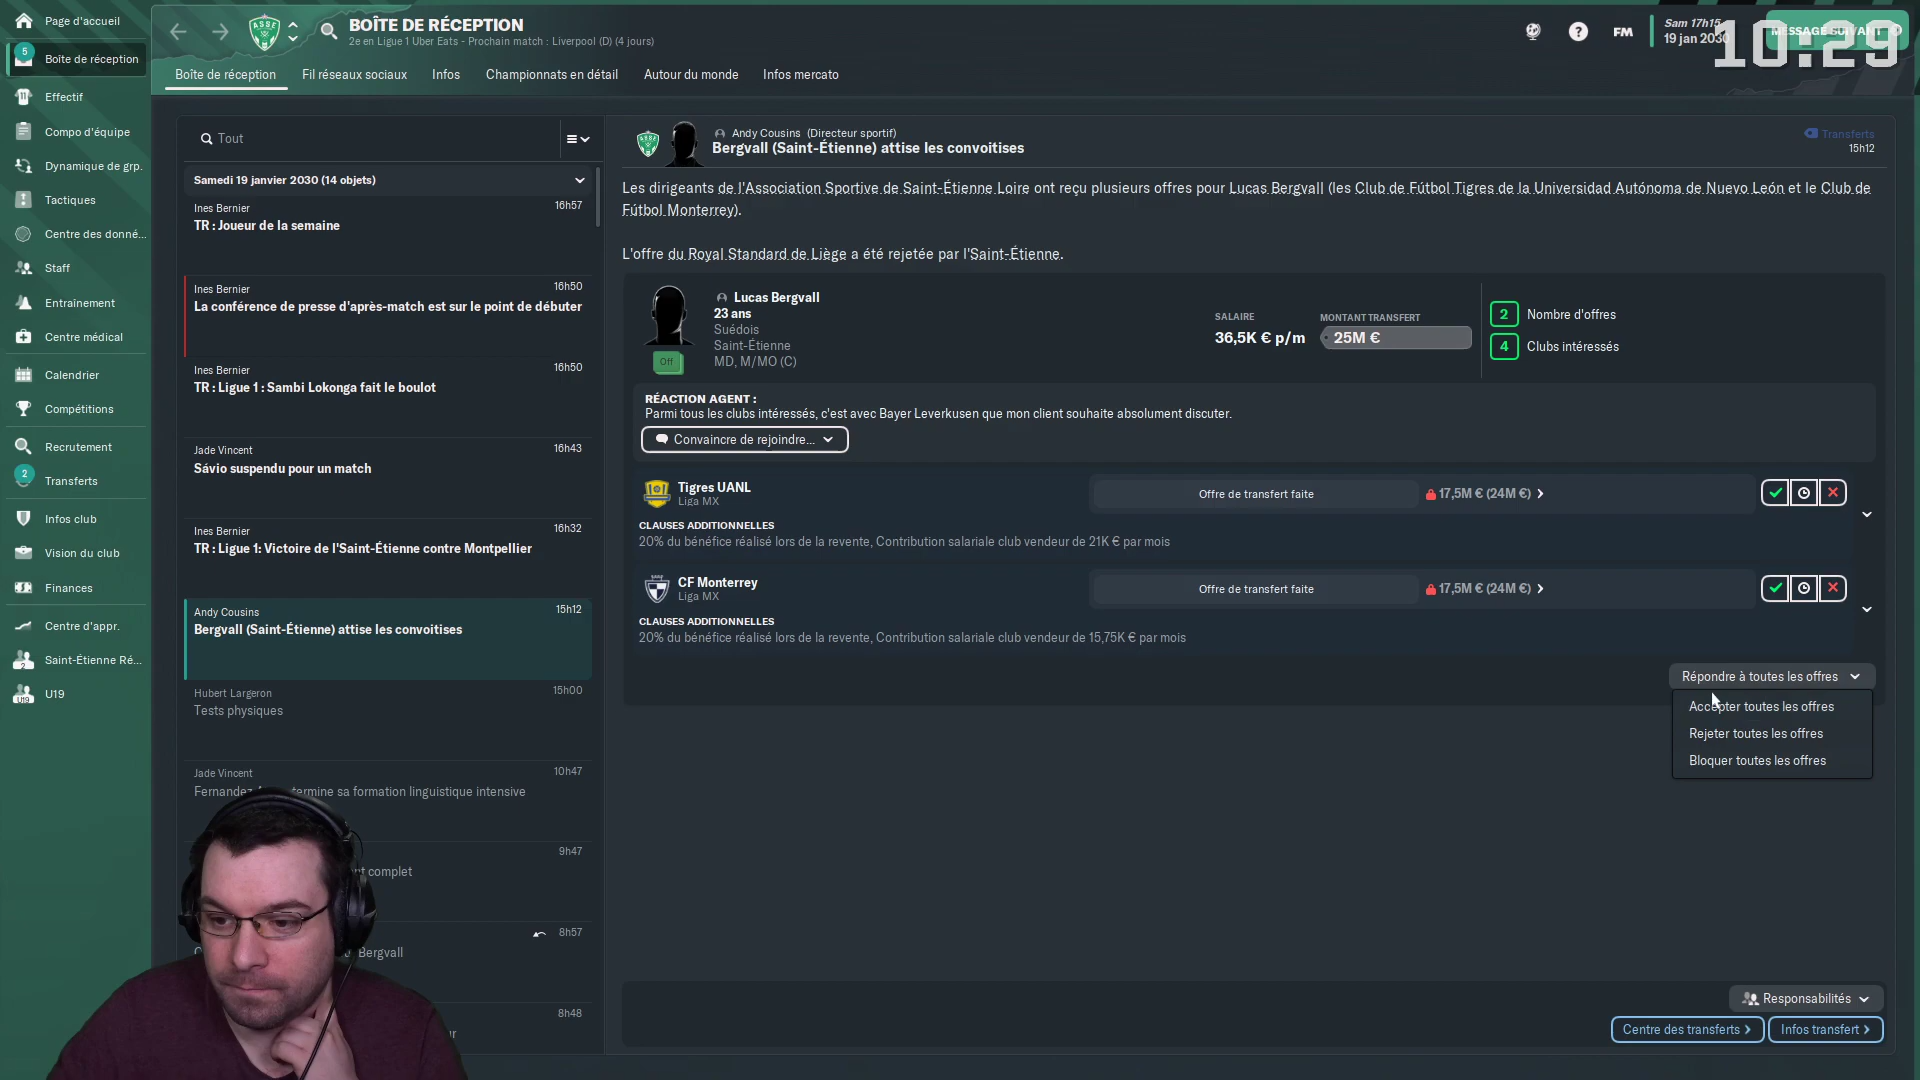 Page d'accueil
5
Boîte de réception
11
Effectif
Compo d'équipe
Dynamique de grp.
Tactiques
Centre des donné...
Staff
Entraînement
Centre médical
Calendrier
Compétitions
Recrutement
2
Transferts
Infos club
Vision du club
Finances
Centre d'appr.
2
Saint-Étienne Ré...
U19
U19
ASSE
BOÎTE DE RÉCEPTION
2e en Ligue 1 Uber Eats - Prochain match : Liverpool (D) (4 jours)
?
FM
Sam 17h15
19 jan 2030
MESSAGE SUIVANT
10:29
Boîte de réception
Fil réseaux sociaux
Infos
Championnats en détail
Autour du monde
Infos mercato
Tout
Samedi 19 janvier 2030 (14 objets)
Ines Bernier
16h57
TR : Joueur de la semaine
Ines Bernier
16h50
La conférence de presse d'après-match est sur le point de débuter
Ines Bernier
16h50
TR : Ligue 1 : Sambi Lokonga fait le boulot
Jade Vincent
16h43
Sávio suspendu pour un match
Ines Bernier
16h32
TR : Ligue 1: Victoire de l'Saint-Étienne contre Montpellier
Andy Cousins
15h12
Bergvall (Saint-Étienne) attise les convoitises
Hubert Largeron
15h00
Tests physiques
Jade Vincent
10h47
termine sa formation linguistique intensive
9h47
complet
8h57
Bergvall
8h48
Andy Cousins (Directeur sportif)
Bergvall (Saint-Étienne) attise les convoitises
Transferts
15h12
Les dirigeants de l'Association Sportive de Saint-Étienne Loire ont reçu plusieurs offres pour Lucas Bergvall (les Club de Fútbol Tigres de la Universidad Autónoma de Nuevo León et le Club de
Fútbol Monterrey).
L'offre du Royal Standard de Liège a été rejetée par l'Saint-Étienne.
Lucas Bergvall
23 ans
Suédois
Saint-Étienne
MD, M/MO (C)
Off
SALAIRE
36,5K € p/m
MONTANT TRANSFERT
25M €
2 Nombre d'offres
4 Clubs intéressés
RÉACTION AGENT :
Parmi tous les clubs intéressés, c'est avec Bayer Leverkusen que mon client souhaite absolument discuter.
Convaincre de rejoindre...
Tigres UANL
Liga MX
Offre de transfert faite
17,5M € (24M €)
CLAUSES ADDITIONNELLES
20% du bénéfice réalisé lors de la revente, Contribution salariale club vendeur de 21K € par mois
CF Monterrey
Liga MX
Offre de transfert faite
17,5M € (24M €)
CLAUSES ADDITIONNELLES
20% du bénéfice réalisé lors de la revente, Contribution salariale club vendeur de 15,75K € par mois
Répondre à toutes les offres
Accepter toutes les offres
Rejeter toutes les offres
Bloquer toutes les offres
Responsabilités
Centre des transferts
Infos transfert